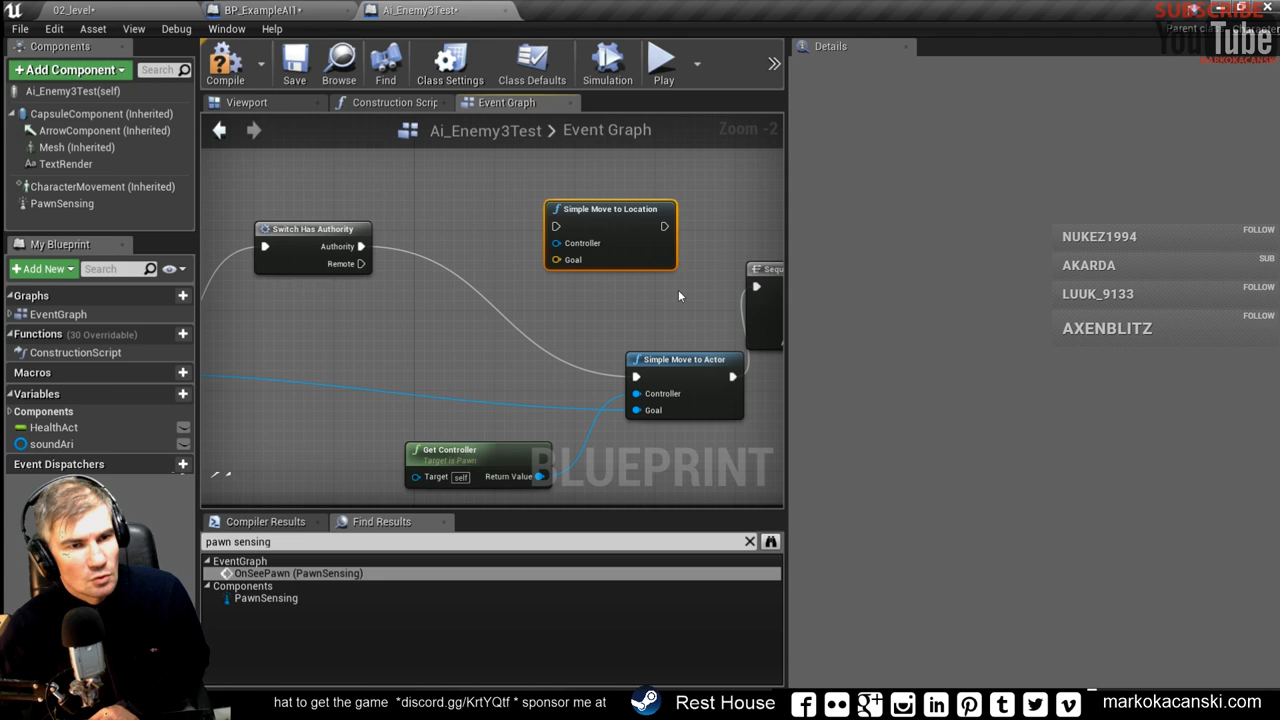 02_level*
BP_ExampleAI1*
Ai_Enemy3Test*
SUBSCRIBE
YouTube
MARKOKACANSKI
File Edit Asset View Debug Window Help
Parent class: Character
Components
+ Add Component
Search
Ai_Enemy3Test(self)
CapsuleComponent (Inherited)
ArrowComponent (Inherited)
Mesh (Inherited)
TextRender
CharacterMovement (Inherited)
PawnSensing
Compile Save Browse Find Class Settings Class Defaults Simulation Play
Viewport
Construction Scrip
Event Graph
Ai_Enemy3Test > Event Graph
Zoom -2
Details
My Blueprint
+ Add New
Search
Graphs
EventGraph
Functions (30 Overridable)
ConstructionScript
Macros
Variables
Components
HealthAct
soundAri
Event Dispatchers
Switch Has Authority
Authority
Remote
Simple Move to Location
Controller
Goal
Sequ
Simple Move to Actor
Controller
Goal
Get Controller
Target is Pawn
Target self Return Value
BLUEPRINT
NUKEZ1994 FOLLOW
AKARDA SUB
LUUK_9133 FOLLOW
AXENBLITZ FOLLOW
Compiler Results
Find Results
pawn sensing
EventGraph
OnSeePawn (PawnSensing)
Components
PawnSensing
hat to get the game *discord.gg/KrtYQtf * sponsor me at
Rest House
markokacanski.com